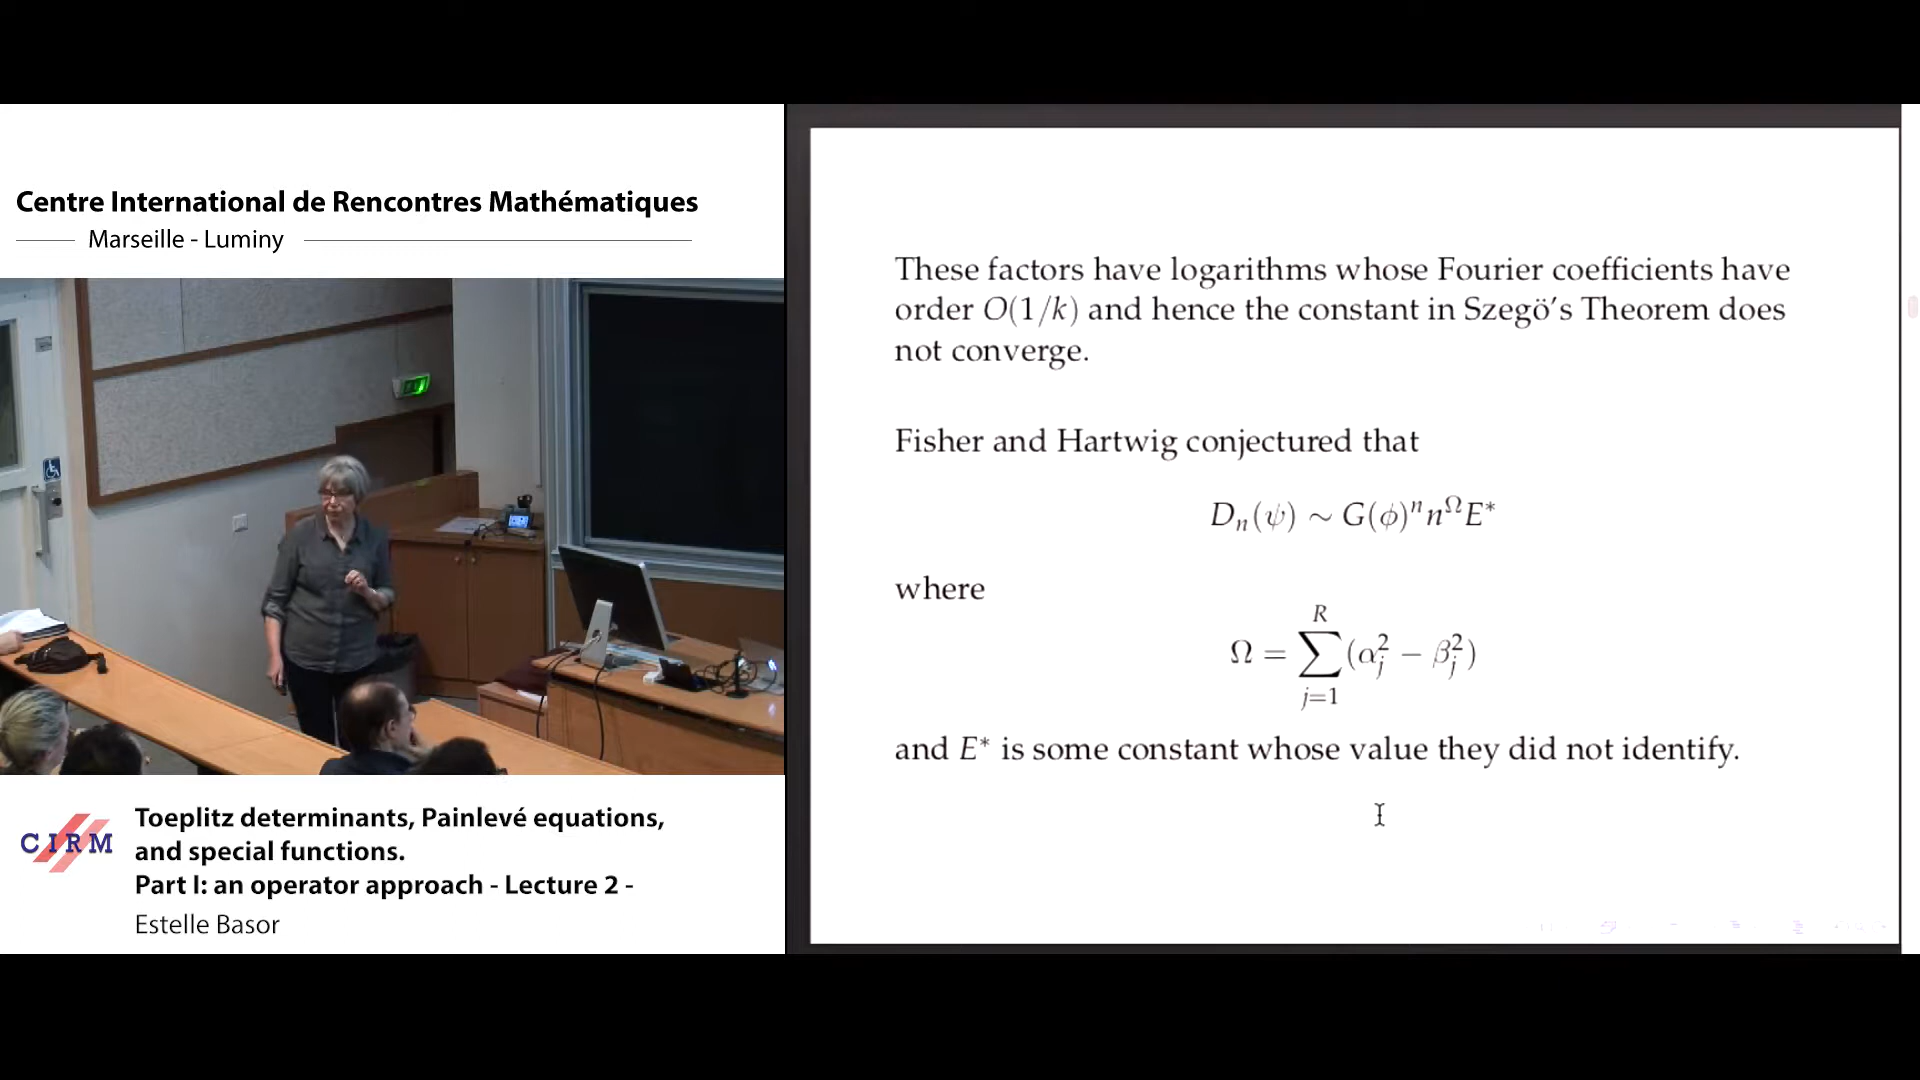 Centre International de Rencontres Mathématiques
Marseille - Luminy
CIRM
Toeplitz determinants, Painlevé equations,
and special functions.
Part I: an operator approach - Lecture 2 -
Estelle Basor
These factors have logarithms whose Fourier coefficients have
order O(1/k) and hence the constant in Szegö's Theorem does
not converge.
Fisher and Hartwig conjectured that
Dₙ(ψ) ~ G(ϕ)ⁿ n^Ω E*
where
Ω = ∑_{j=1}^{R} (α_j² − β_j²)
and E* is some constant whose value they did not identify.